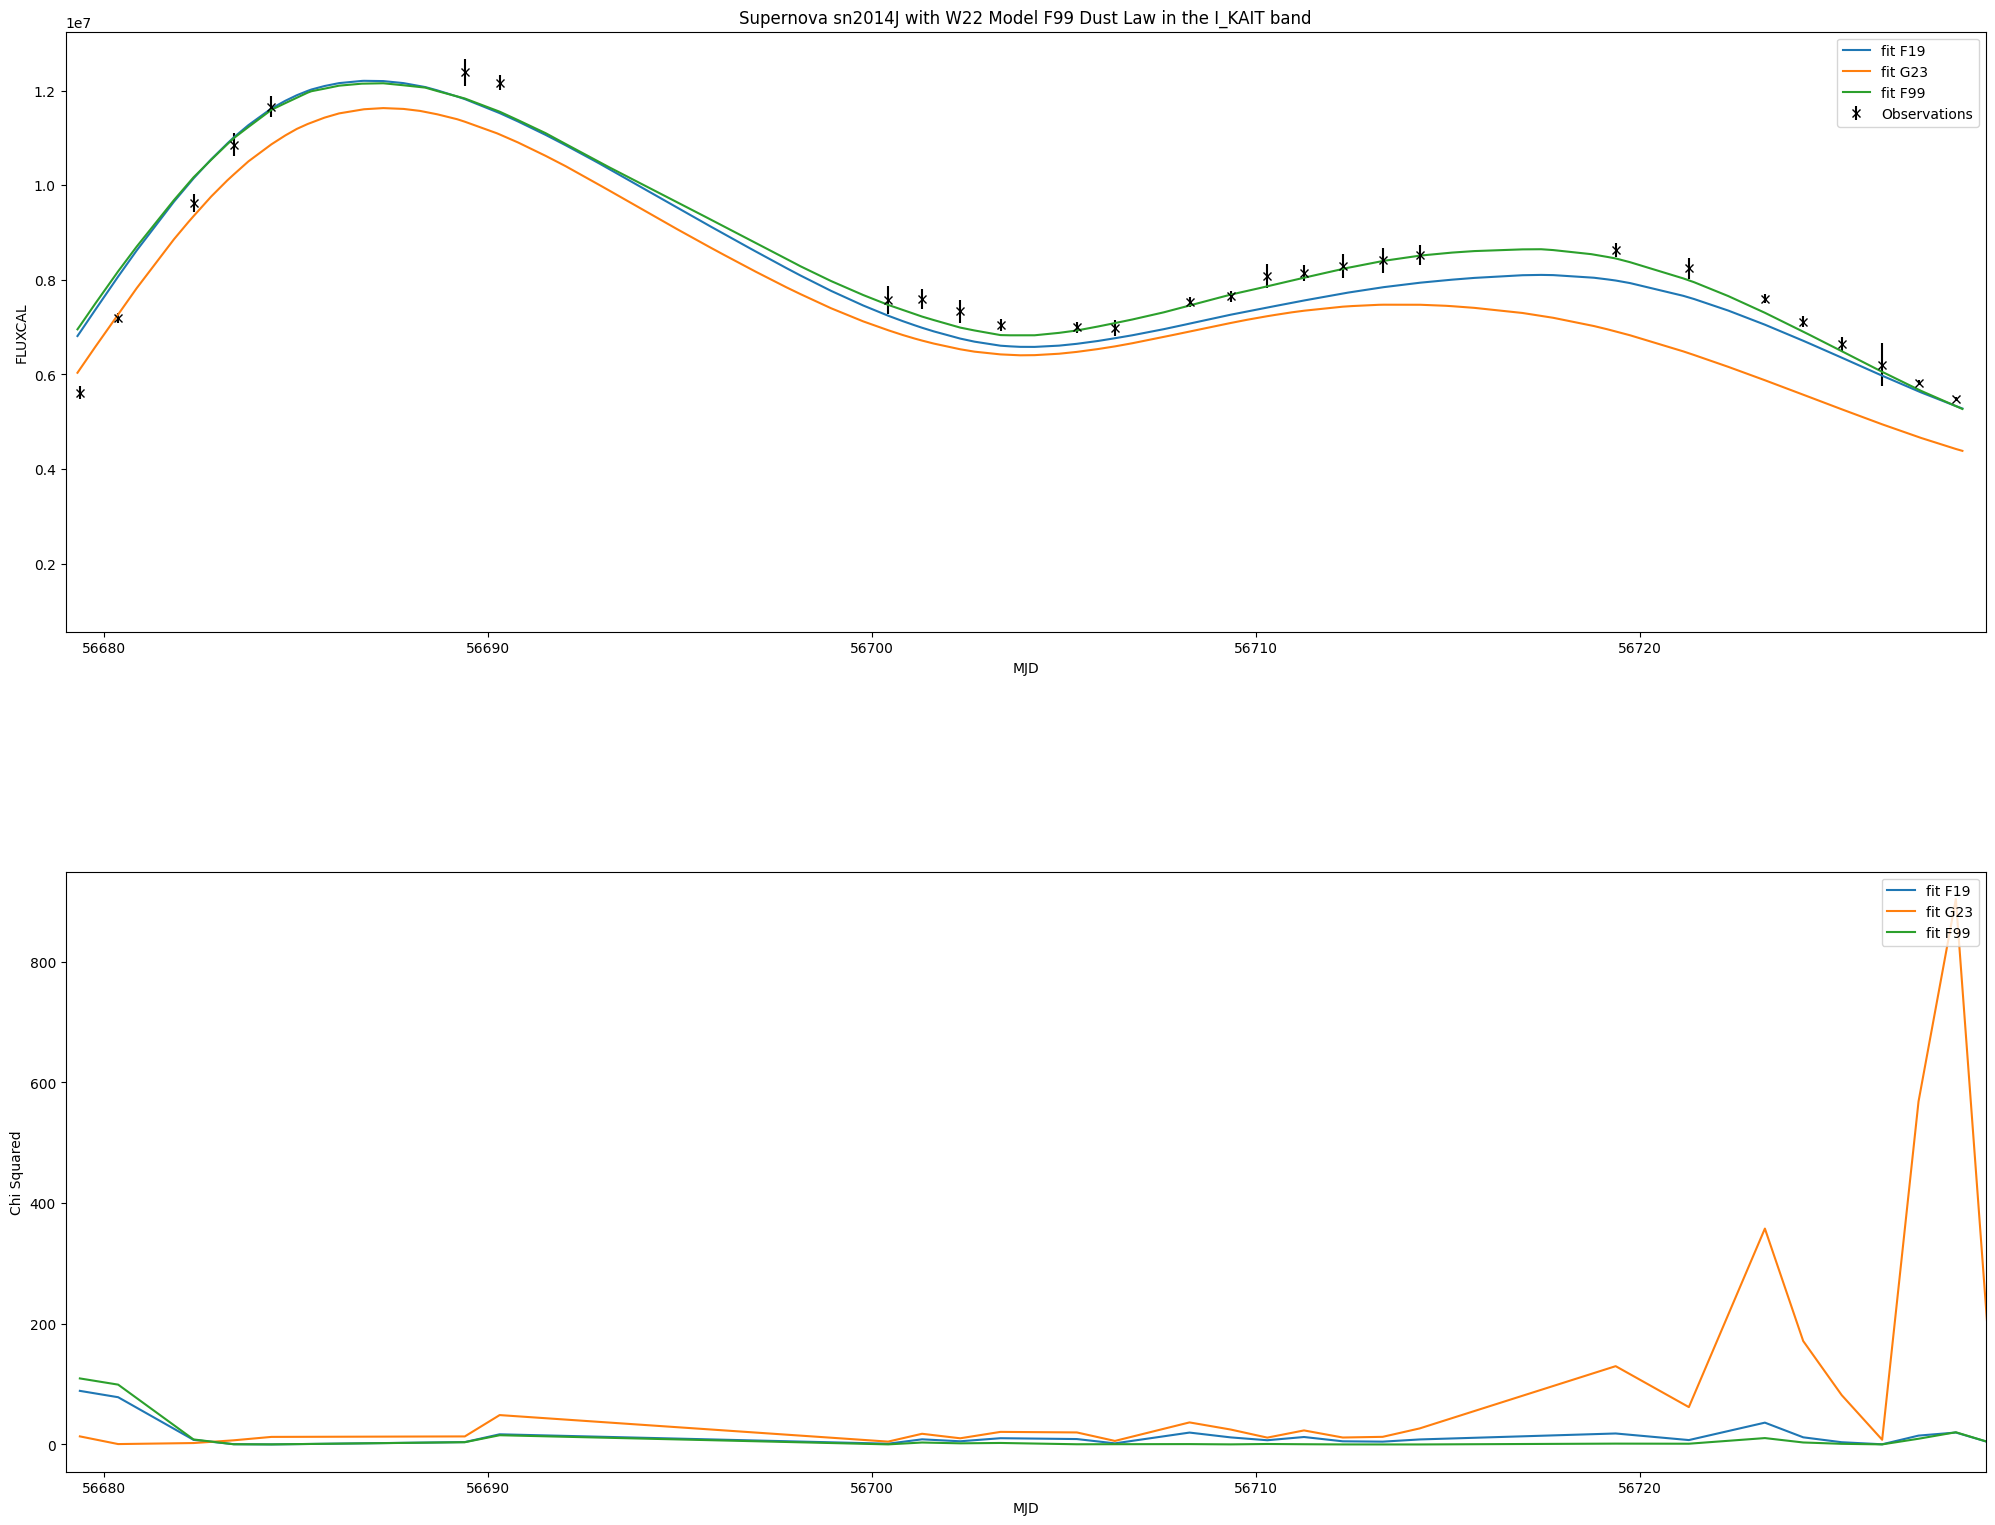 Supernova sn2014J with W22 Model F99 Dust Law in the I_KAIT band
1e7
fit F19
fit G23
fit F99
Observations
1.2
1.0
0.8
0.6
0.4
0.2
FLUXCAL
56680 56690 56700 56710 56720
MJD
fit F19
fit G23
fit F99
800
600
400
200
0
Chi Squared
56680 56690 56700 56710 56720
MJD